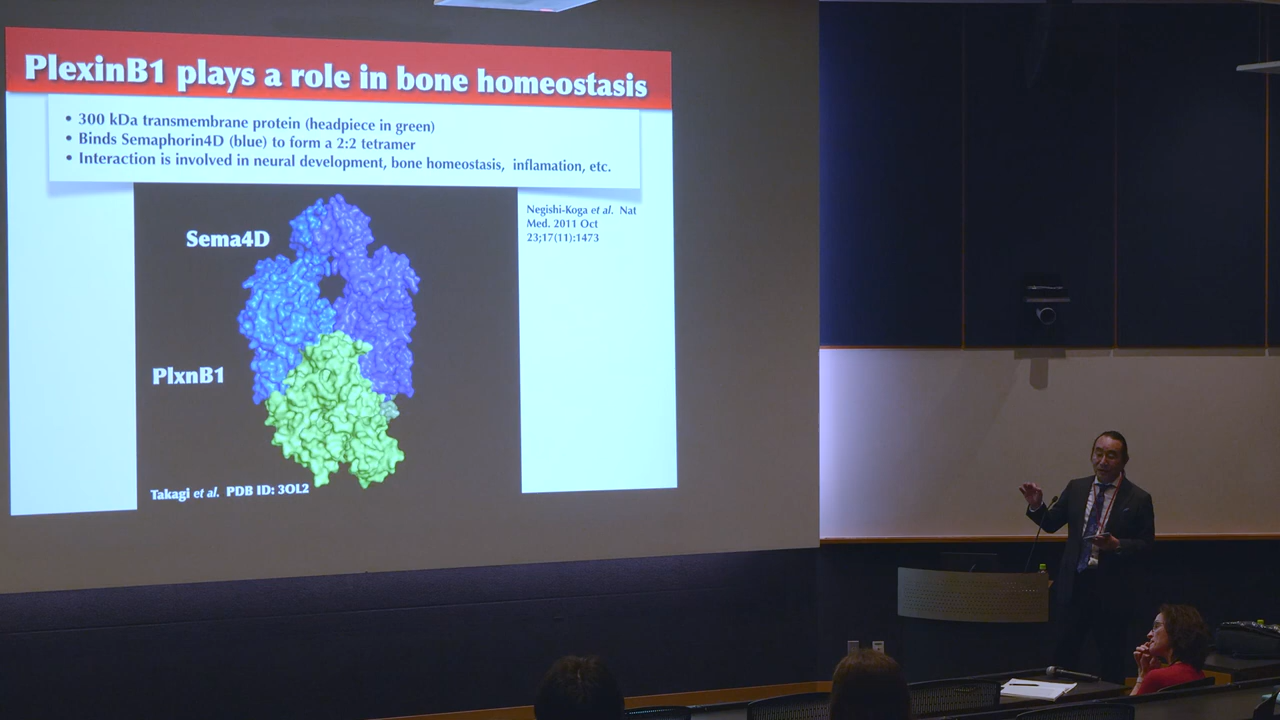 PlexinB1 plays a role in bone homeostasis
• 300 kDa transmembrane protein (headpiece in green)
• Binds Semaphorin4D (blue) to form a 2:2 tetramer
• Interaction is involved in neural development, bone homeostasis, inflamation, etc.
Negishi-Koga et al. Nat
Med. 2011 Oct
23;17(11):1473
Sema4D
PlxnB1
Takagi et al. PDB ID: 3OL2